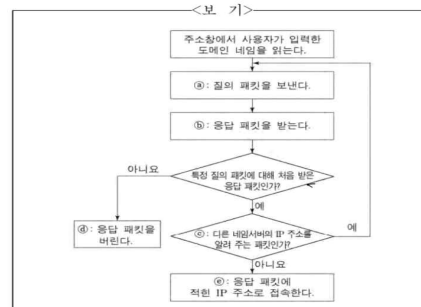 <보 기>
주소창에서 사용자가 입력한
도메인 네임을 읽는다.
ⓐ: 질의 패킷을 보낸다.
ⓑ: 응답 패킷을 받는다.
특정 질의 패킷에 대해 처음 받은
응답 패킷인가?
아니요
예
ⓓ: 응답 패킷을
버린다.
ⓒ: 다른 네임서버의 IP 주소를
알려 주는 패킷인가?
예
아니요
ⓔ: 응답 패킷에
적힌 IP 주소로 접속한다.